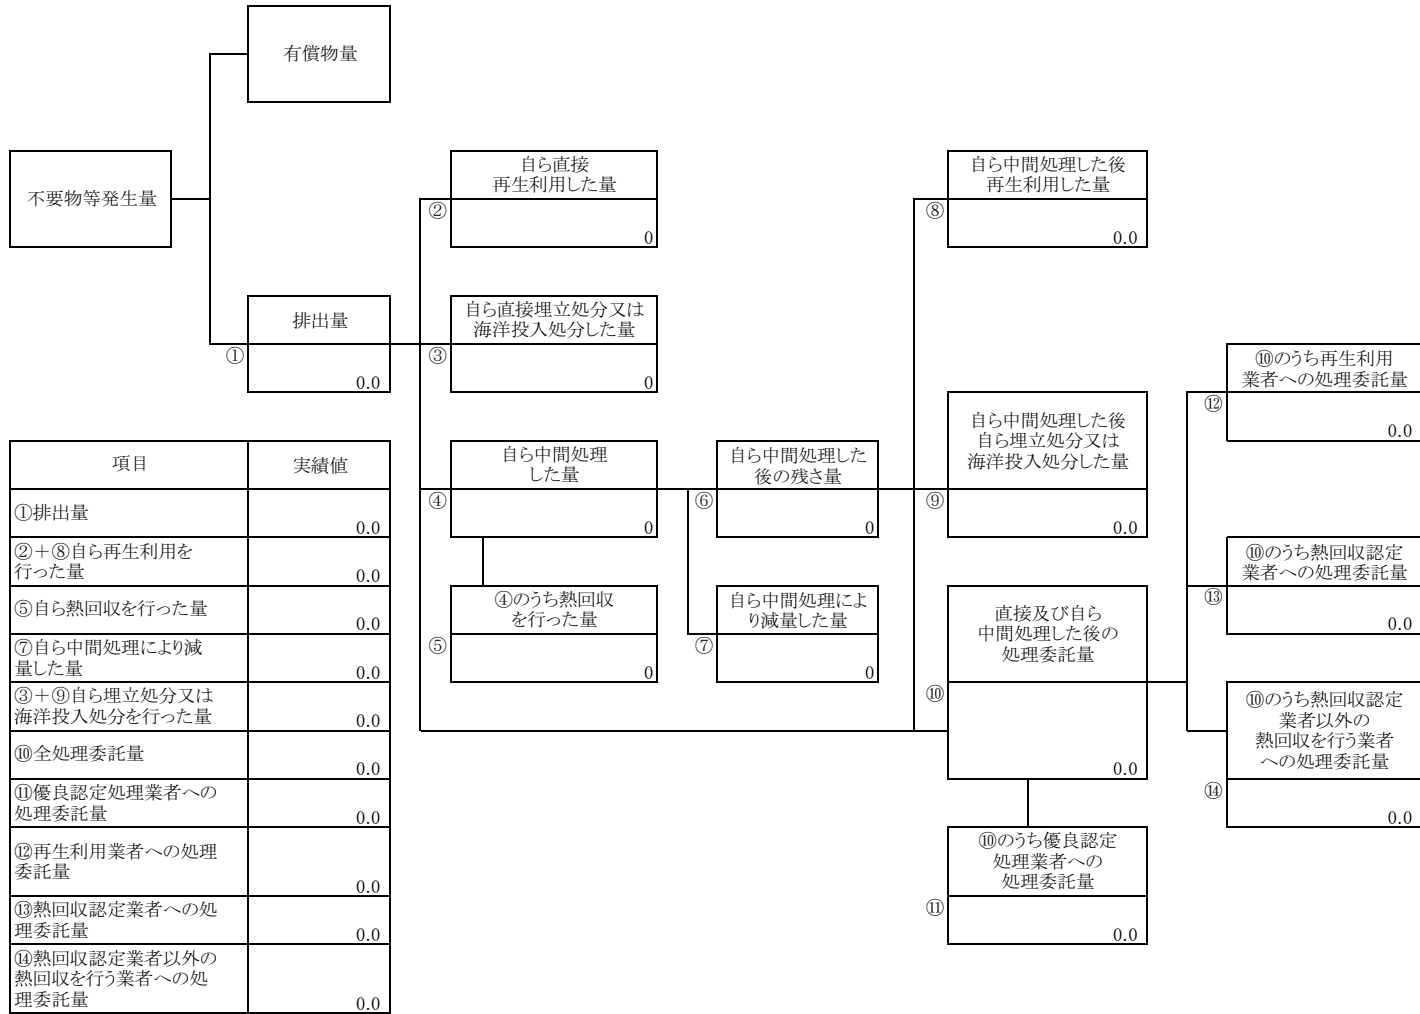 有償物量
不要物等発生量
排出量
①
0.0
自ら直接
再生利用した量
②
0
自ら直接埋立処分又は
海洋投入処分した量
③
0
自ら中間処理
した量
④
0
④のうち熱回収
を行った量
⑤
0
自ら中間処理した
後の残さ量
⑥
0
自ら中間処理によ
り減量した量
⑦
0
自ら中間処理した後
再生利用した量
⑧
0.0
自ら中間処理した後
自ら埋立処分又は
海洋投入処分した量
⑨
0.0
直接及び自ら
中間処理した後の
処理委託量
⑩
0.0
⑩のうち優良認定
処理業者への
処理委託量
⑪
0.0
⑩のうち再生利用
業者への処理委託量
⑫
0.0
⑩のうち熱回収認定
業者への処理委託量
⑬
0.0
⑩のうち熱回収認定
業者以外の
熱回収を行う業者
への処理委託量
⑭
0.0
項目 実績値
①排出量
0.0
②＋⑧自ら再生利用を
行った量 0.0
⑤自ら熱回収を行った量
0.0
⑦自ら中間処理により減
量した量 0.0
③＋⑨自ら埋立処分又は
海洋投入処分を行った量 0.0
⑩全処理委託量
0.0
⑪優良認定処理業者への
処理委託量 0.0
⑫再生利用業者への処理
委託量
0.0
⑬熱回収認定業者への処
理委託量 0.0
⑭熱回収認定業者以外の
熱回収を行う業者への処
理委託量 0.0